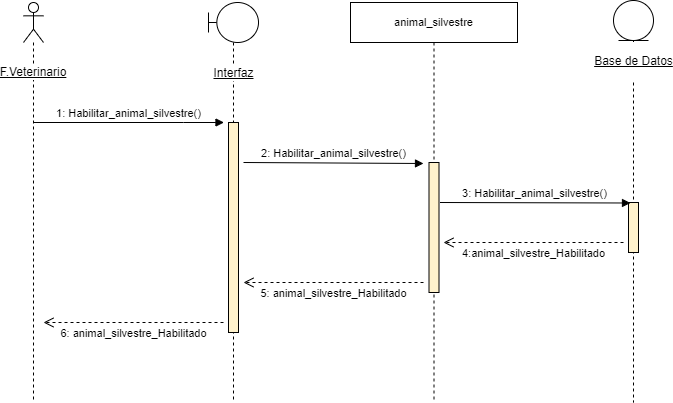 animal_silvestre
Base de Datos
F.Veterinario
Interfaz
1: Habilitar_animal_silvestre()
2: Habilitar_animal_silvestre()
3: Habilitar_animal_silvestre()
4:animal_silvestre_Habilitado
5: animal_silvestre_Habilitado
6: animal_silvestre_Habilitado